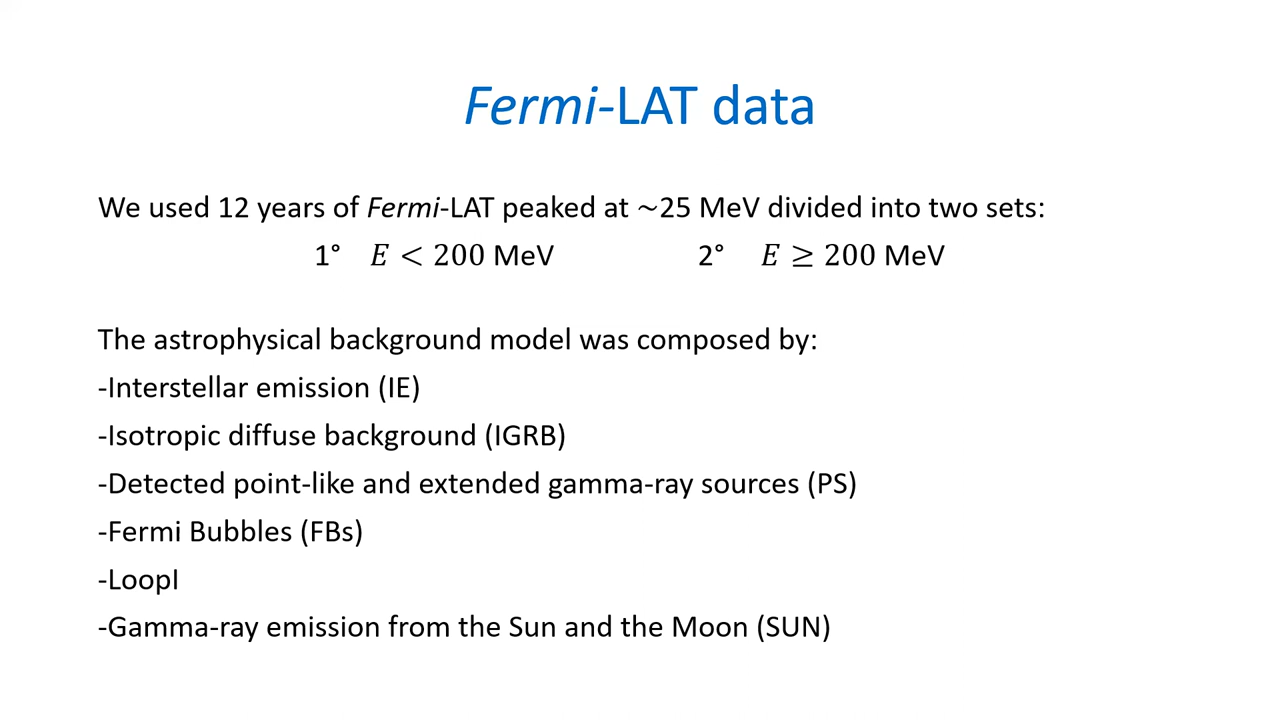 Fermi-LAT data
We used 12 years of Fermi-LAT peaked at ~25 MeV divided into two sets:
1° E < 200 MeV 2° E ≥ 200 MeV
The astrophysical background model was composed by:
-Interstellar emission (IE)
-Isotropic diffuse background (IGRB)
-Detected point-like and extended gamma-ray sources (PS)
-Fermi Bubbles (FBs)
-LoopI
-Gamma-ray emission from the Sun and the Moon (SUN)